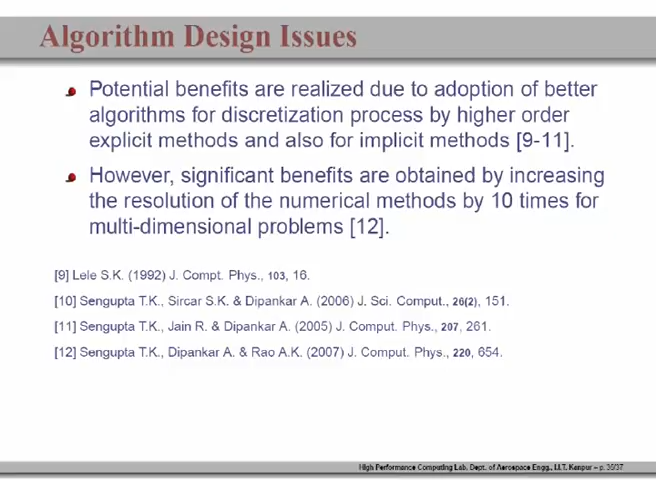 Algorithm Design Issues
Potential benefits are realized due to adoption of better
algorithms for discretization process by higher order
explicit methods and also for implicit methods [9-11].
However, significant benefits are obtained by increasing
the resolution of the numerical methods by 10 times for
multi-dimensional problems [12].
[9] Lele S.K. (1992) J. Compt. Phys., 103, 16.
[10] Sengupta T.K., Sircar S.K. & Dipankar A. (2006) J. Sci. Comput., 26(2), 151.
[11] Sengupta T.K., Jain R. & Dipankar A. (2005) J. Comput. Phys., 207, 261.
[12] Sengupta T.K., Dipankar A. & Rao A.K. (2007) J. Comput. Phys., 220, 654.
High Performance Computing Lab, Dept. of Aerospace Engg., I.I.T. Kanpur – p. 35/37